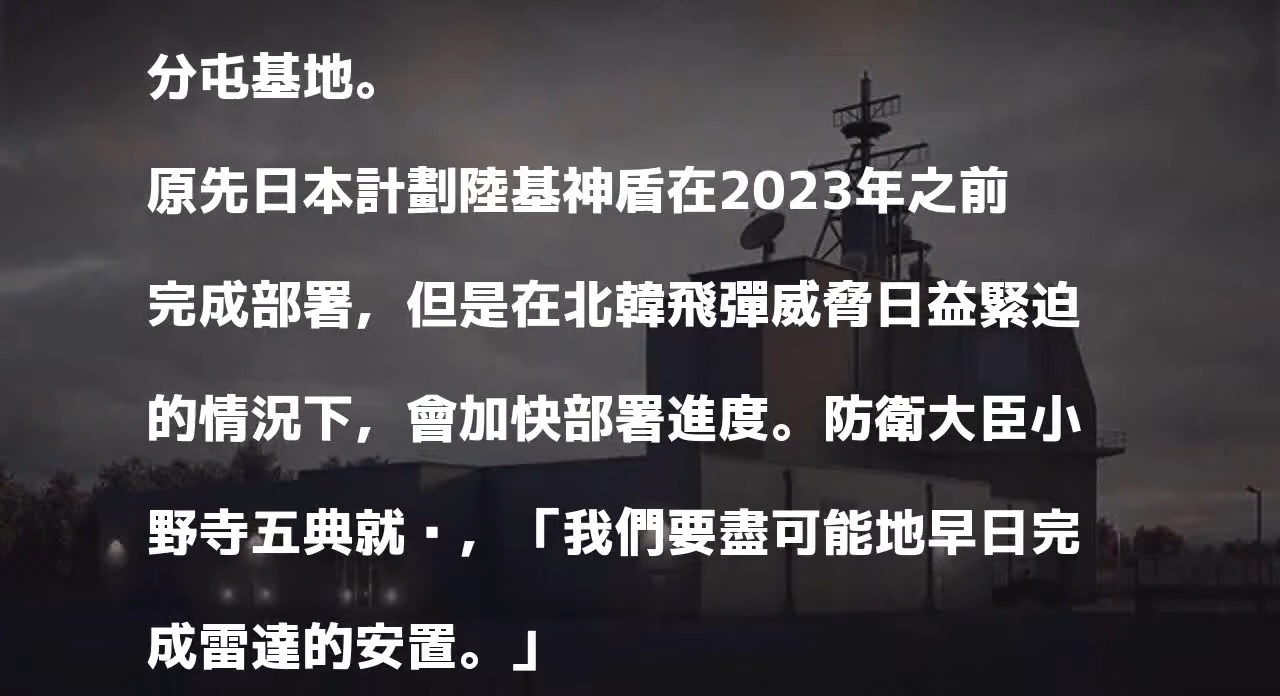 分屯基地。
原先日本計劃陸基神盾在2023年之前
完成部署，但是在北韓飛彈威脅日益緊迫
的情況下，會加快部署進度。防衛大臣小
野寺五典就·，「我們要盡可能地早日完
成雷達的安置。」